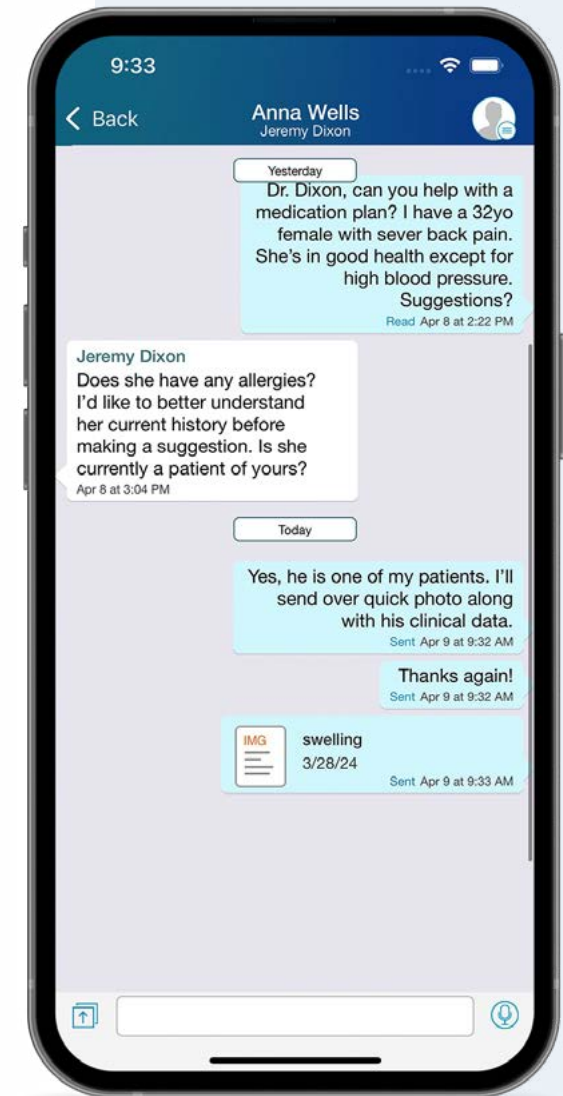 9:33
Back
Anna Wells
Jeremy Dixon
Yesterday
Dr. Dixon, can you help with a
medication plan? I have a 32yo
female with sever back pain.
She's in good health except for
high blood pressure.
Suggestions?
Read Apr 8 at 2:22 PM
Jeremy Dixon
Does she have any allergies?
I'd like to better understand
her current history before
making a suggestion. Is she
currently a patient of yours?
Apr 8 at 3:04 PM
Today
Yes, he is one of my patients. I'll
send over quick photo along
with his clinical data.
Sent Apr 9 at 9:32 AM
Thanks again!
Sent Apr 9 at 9:32 AM
IMG
swelling
3/28/24
Sent Apr 9 at 9:33 AM